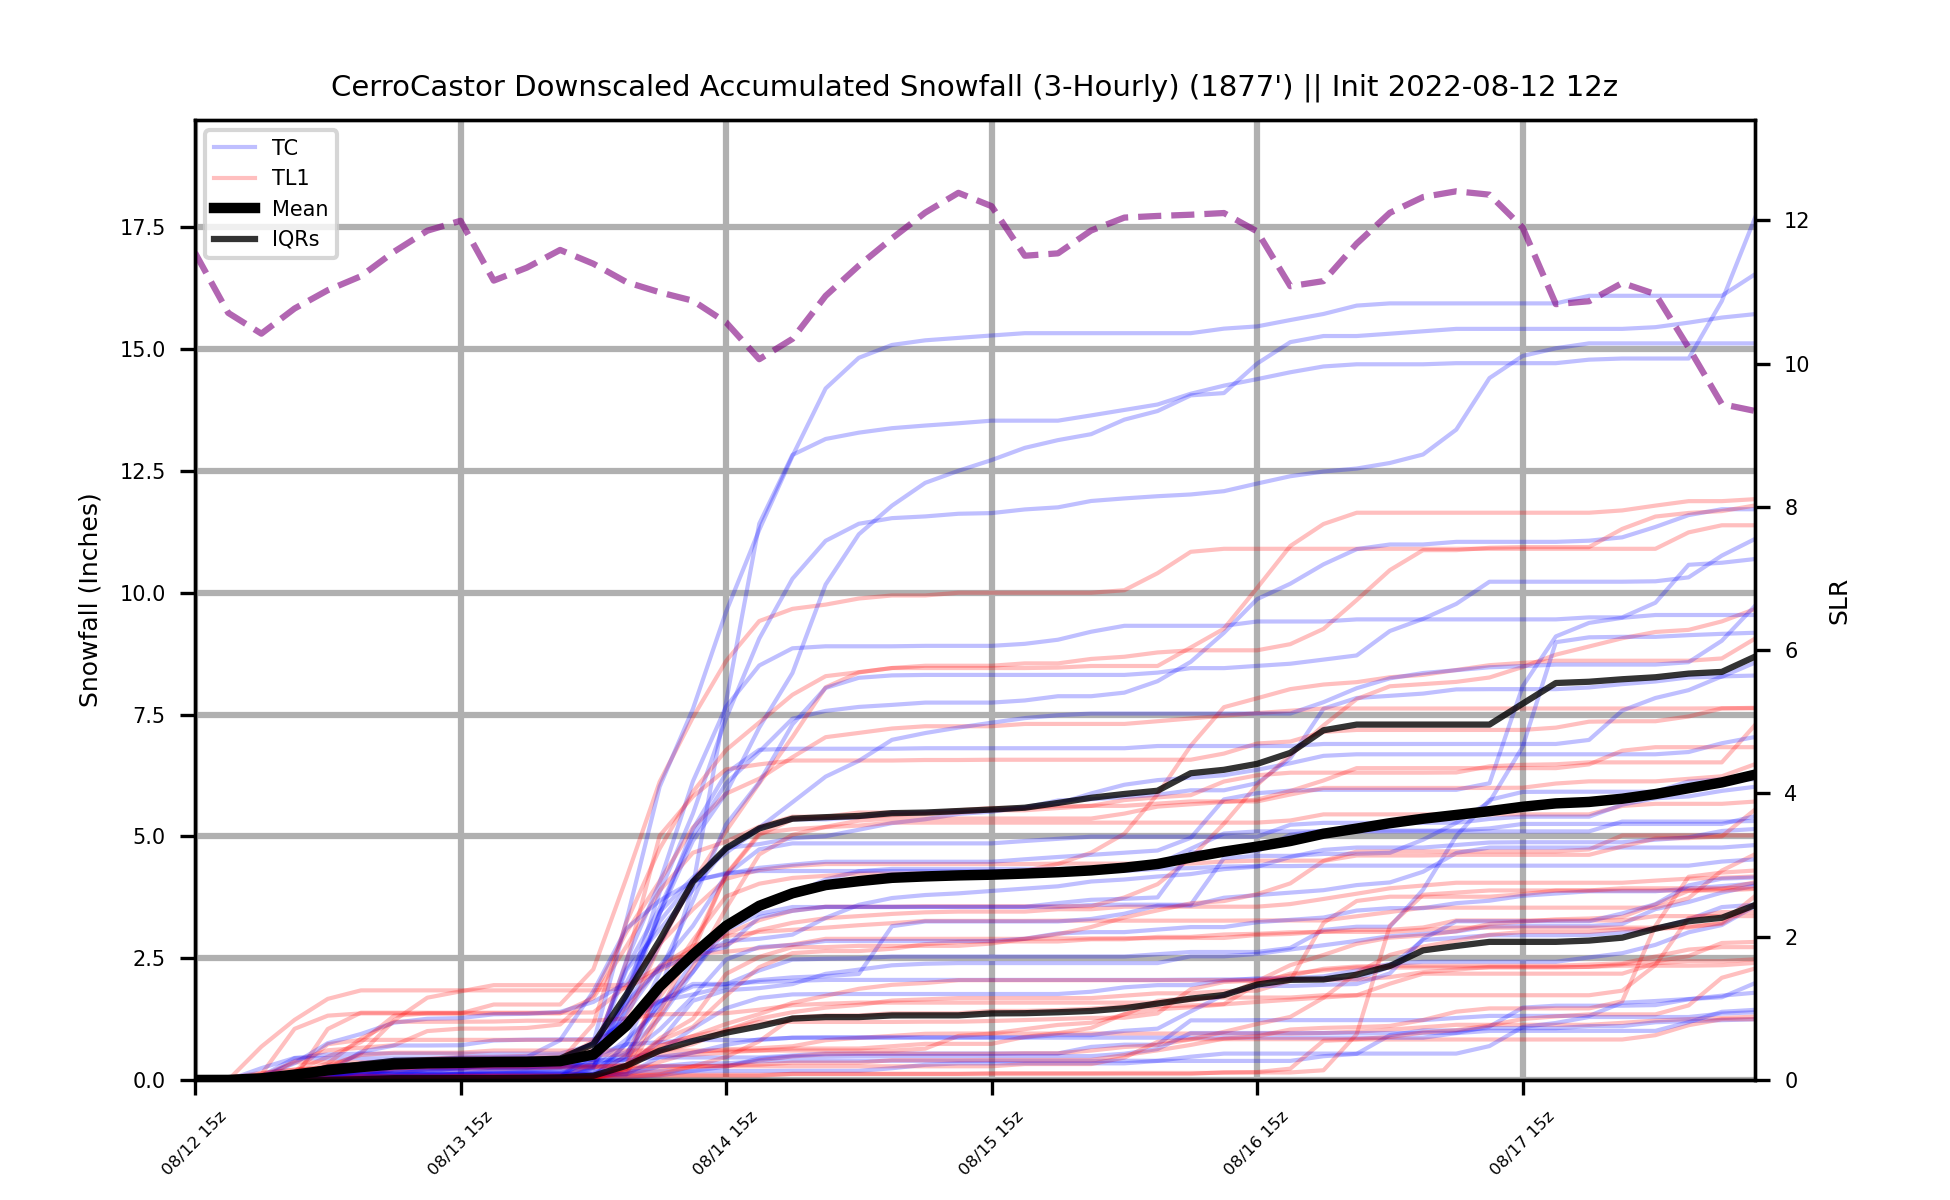 CerroCastor Downscaled Accumulated Snowfall (3-Hourly) (1877') || Init 2022-08-12 12z
TC
TL1
Mean
IQRs
17.5
15.0
12.5
10.0
7.5
5.0
2.5
0.0
Snowfall (Inches)
12
10
8
6
4
2
0
SLR
08/12 15z
08/13 15z
08/14 15z
08/15 15z
08/16 15z
08/17 15z